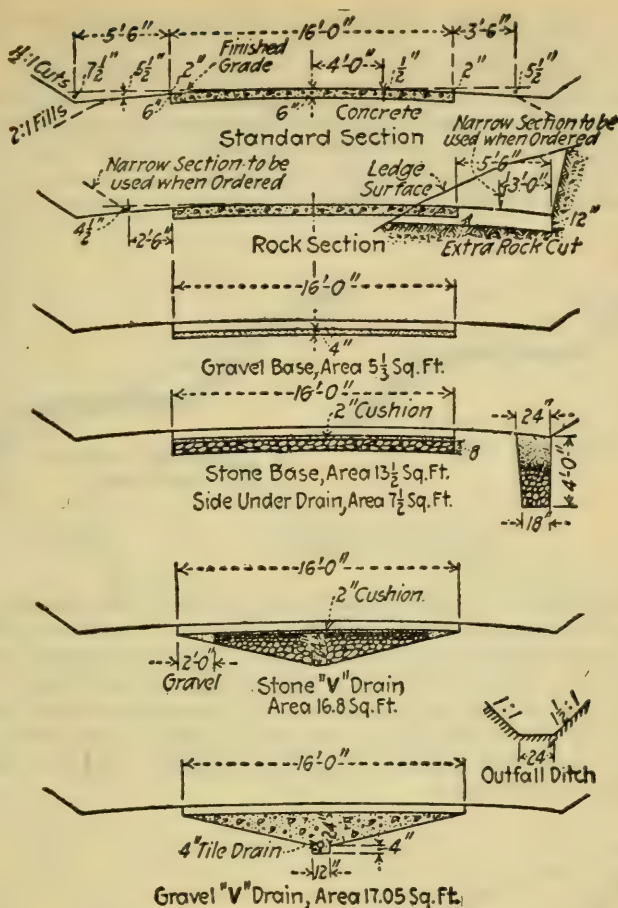 5'-6" 16'-0" 3'-6"
1½:1 Cuts 7½" 5½" 2" Finished Grade 4'-0" ½" 2" 5½"
2:1 Fills 6" 6" Concrete
Standard Section
Narrow Section to be used when Ordered
Narrow Section to be used when Ordered
Ledge Surface
5'-6"
3'-0"
4½" 2'-6" Rock Section Extra Rock Cut 12"
16'-0"
4"
Gravel Base, Area 5⅓ Sq. Ft.
16'-0"
2" Cushion 24"
8 4'-0"
Stone Base, Area 13½ Sq. Ft.
Side Under Drain, Area 7½ Sq. Ft.
18"
16'-0"
2" Cushion.
2'-0"
Gravel
Stone "V" Drain
Area 16.8 Sq. Ft.
1:1 1½:1
24"
Outfall Ditch
16'-0"
4" Tile Drain 4"
12"
Gravel "V" Drain, Area 17.05 Sq. Ft.